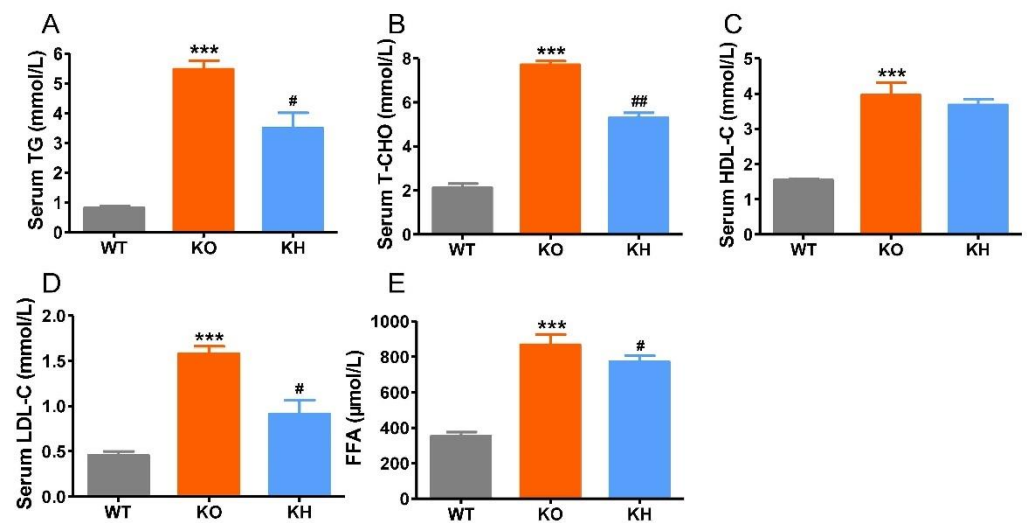 A
Serum TG (mmol/L)
6
5
4
3
2
1
0
***
#
WT KO KH
B
Serum T-CHO (mmol/L)
8
6
4
2
0
***
##
WT KO KH
C
Serum HDL-C (mmol/L)
5
4
3
2
1
0
***
WT KO KH
D
Serum LDL-C (mmol/L)
2.0
1.5
1.0
0.5
0.0
***
#
WT KO KH
E
FFA (µmol/L)
1000
800
600
400
200
0
***
#
WT KO KH